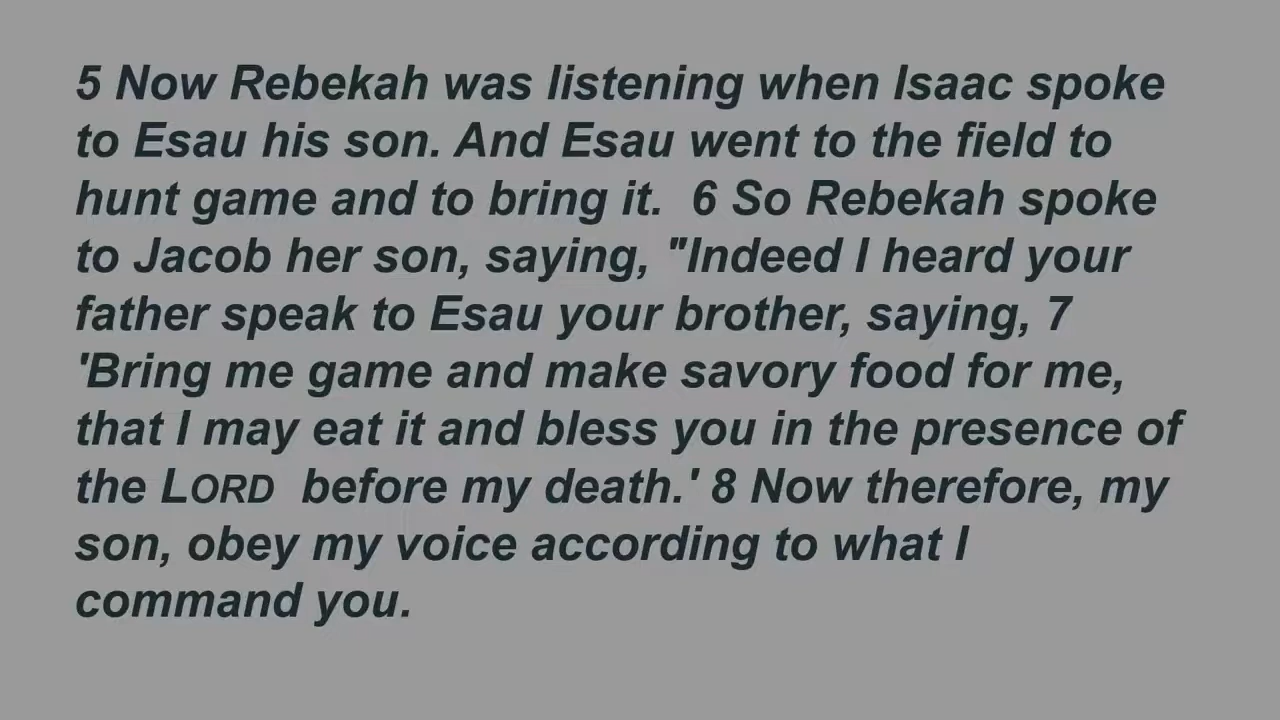 5 Now Rebekah was listening when Isaac spoke
to Esau his son. And Esau went to the field to
hunt game and to bring it.  6 So Rebekah spoke
to Jacob her son, saying, "Indeed I heard your
father speak to Esau your brother, saying, 7
'Bring me game and make savory food for me,
that I may eat it and bless you in the presence of
the LORD  before my death.' 8 Now therefore, my
son, obey my voice according to what I
command you.